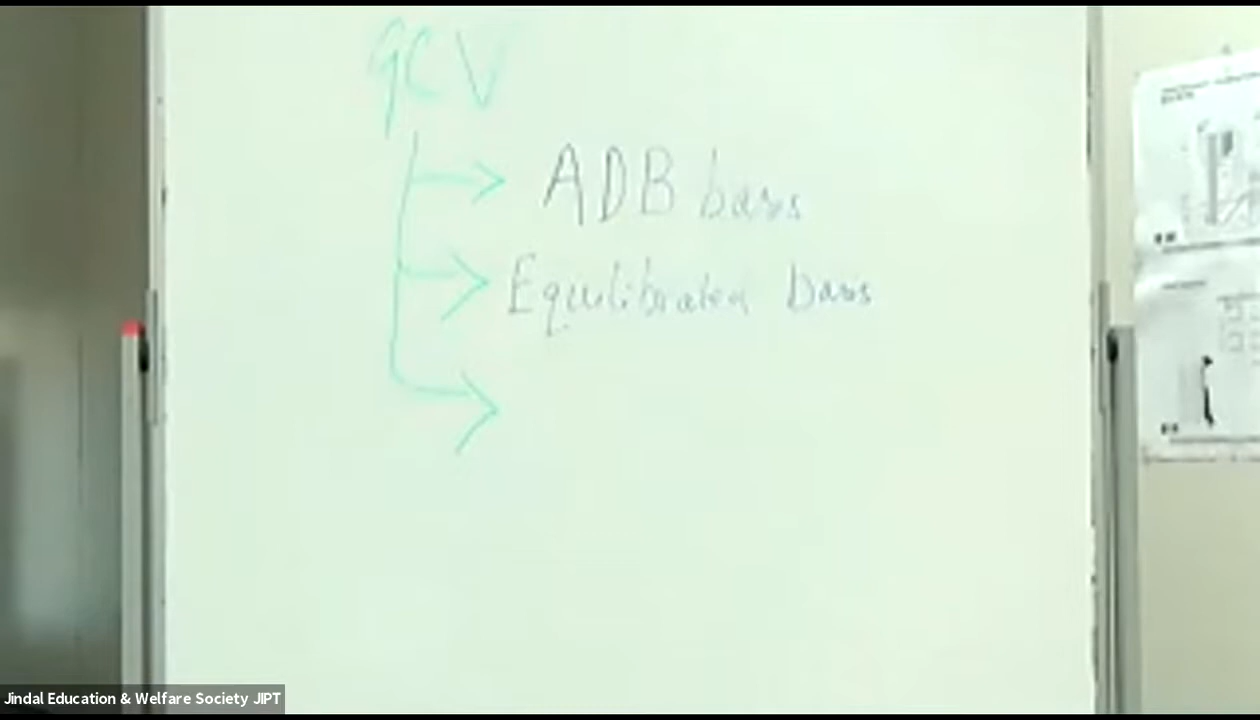 GCV
ADB basis
Equilibrated basis
Jindal Education & Welfare Society JIPT